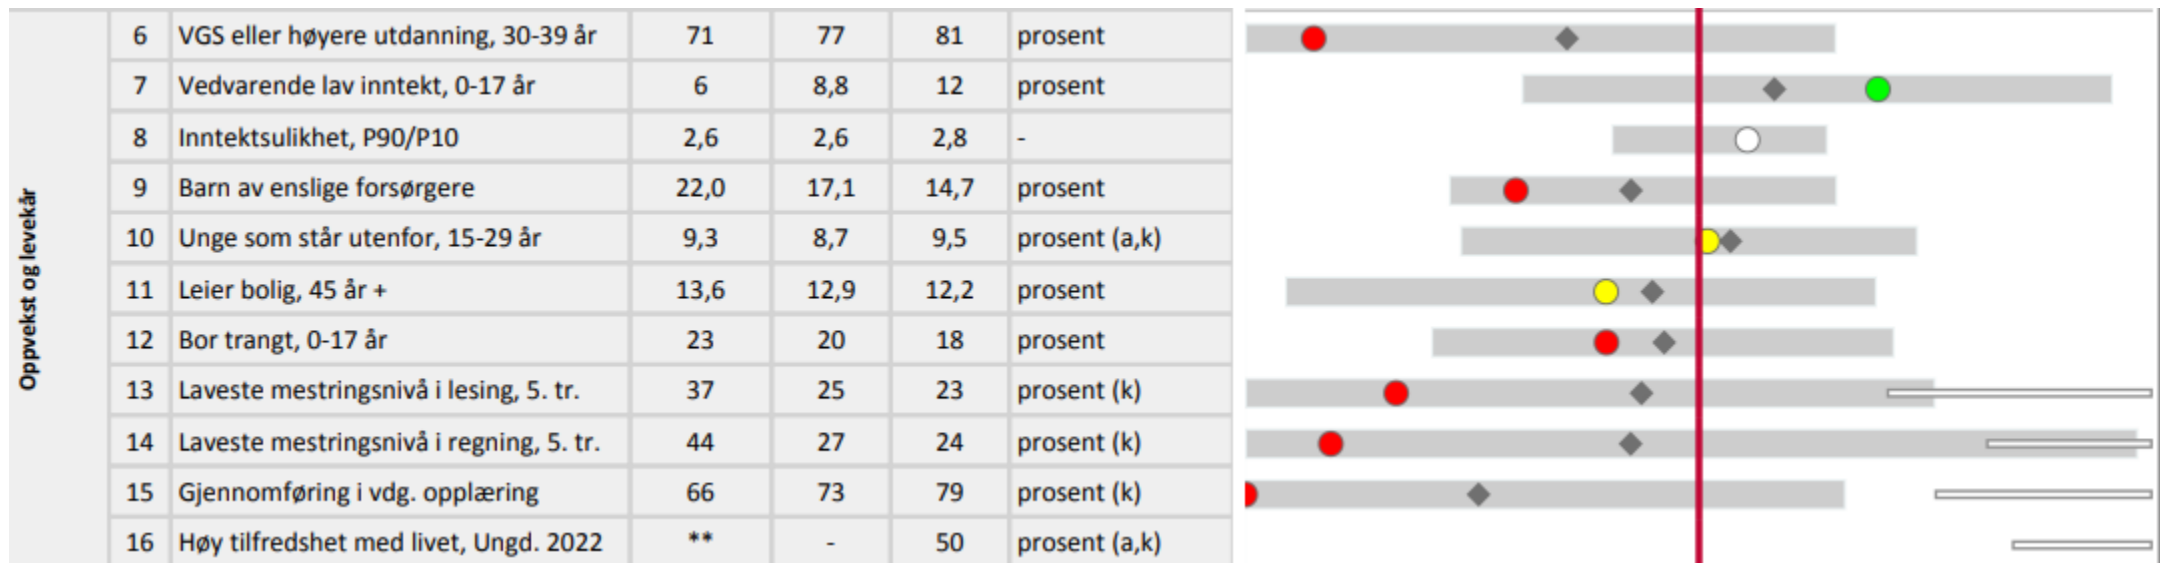 Oppvekst og levekår
6 VGS eller høyere utdanning, 30-39 år 71 77 81 prosent
7 Vedvarende lav inntekt, 0-17 år 6 8,8 12 prosent
8 Inntektsulikhet, P90/P10 2,6 2,6 2,8 -
9 Barn av enslige forsørgere 22,0 17,1 14,7 prosent
10 Unge som står utenfor, 15-29 år 9,3 8,7 9,5 prosent (a,k)
11 Leier bolig, 45 år + 13,6 12,9 12,2 prosent
12 Bor trangt, 0-17 år 23 20 18 prosent
13 Laveste mestringsnivå i lesing, 5. tr. 37 25 23 prosent (k)
14 Laveste mestringsnivå i regning, 5. tr. 44 27 24 prosent (k)
15 Gjennomføring i vdg. opplæring 66 73 79 prosent (k)
16 Høy tilfredshet med livet, Ungd. 2022 ** - 50 prosent (a,k)